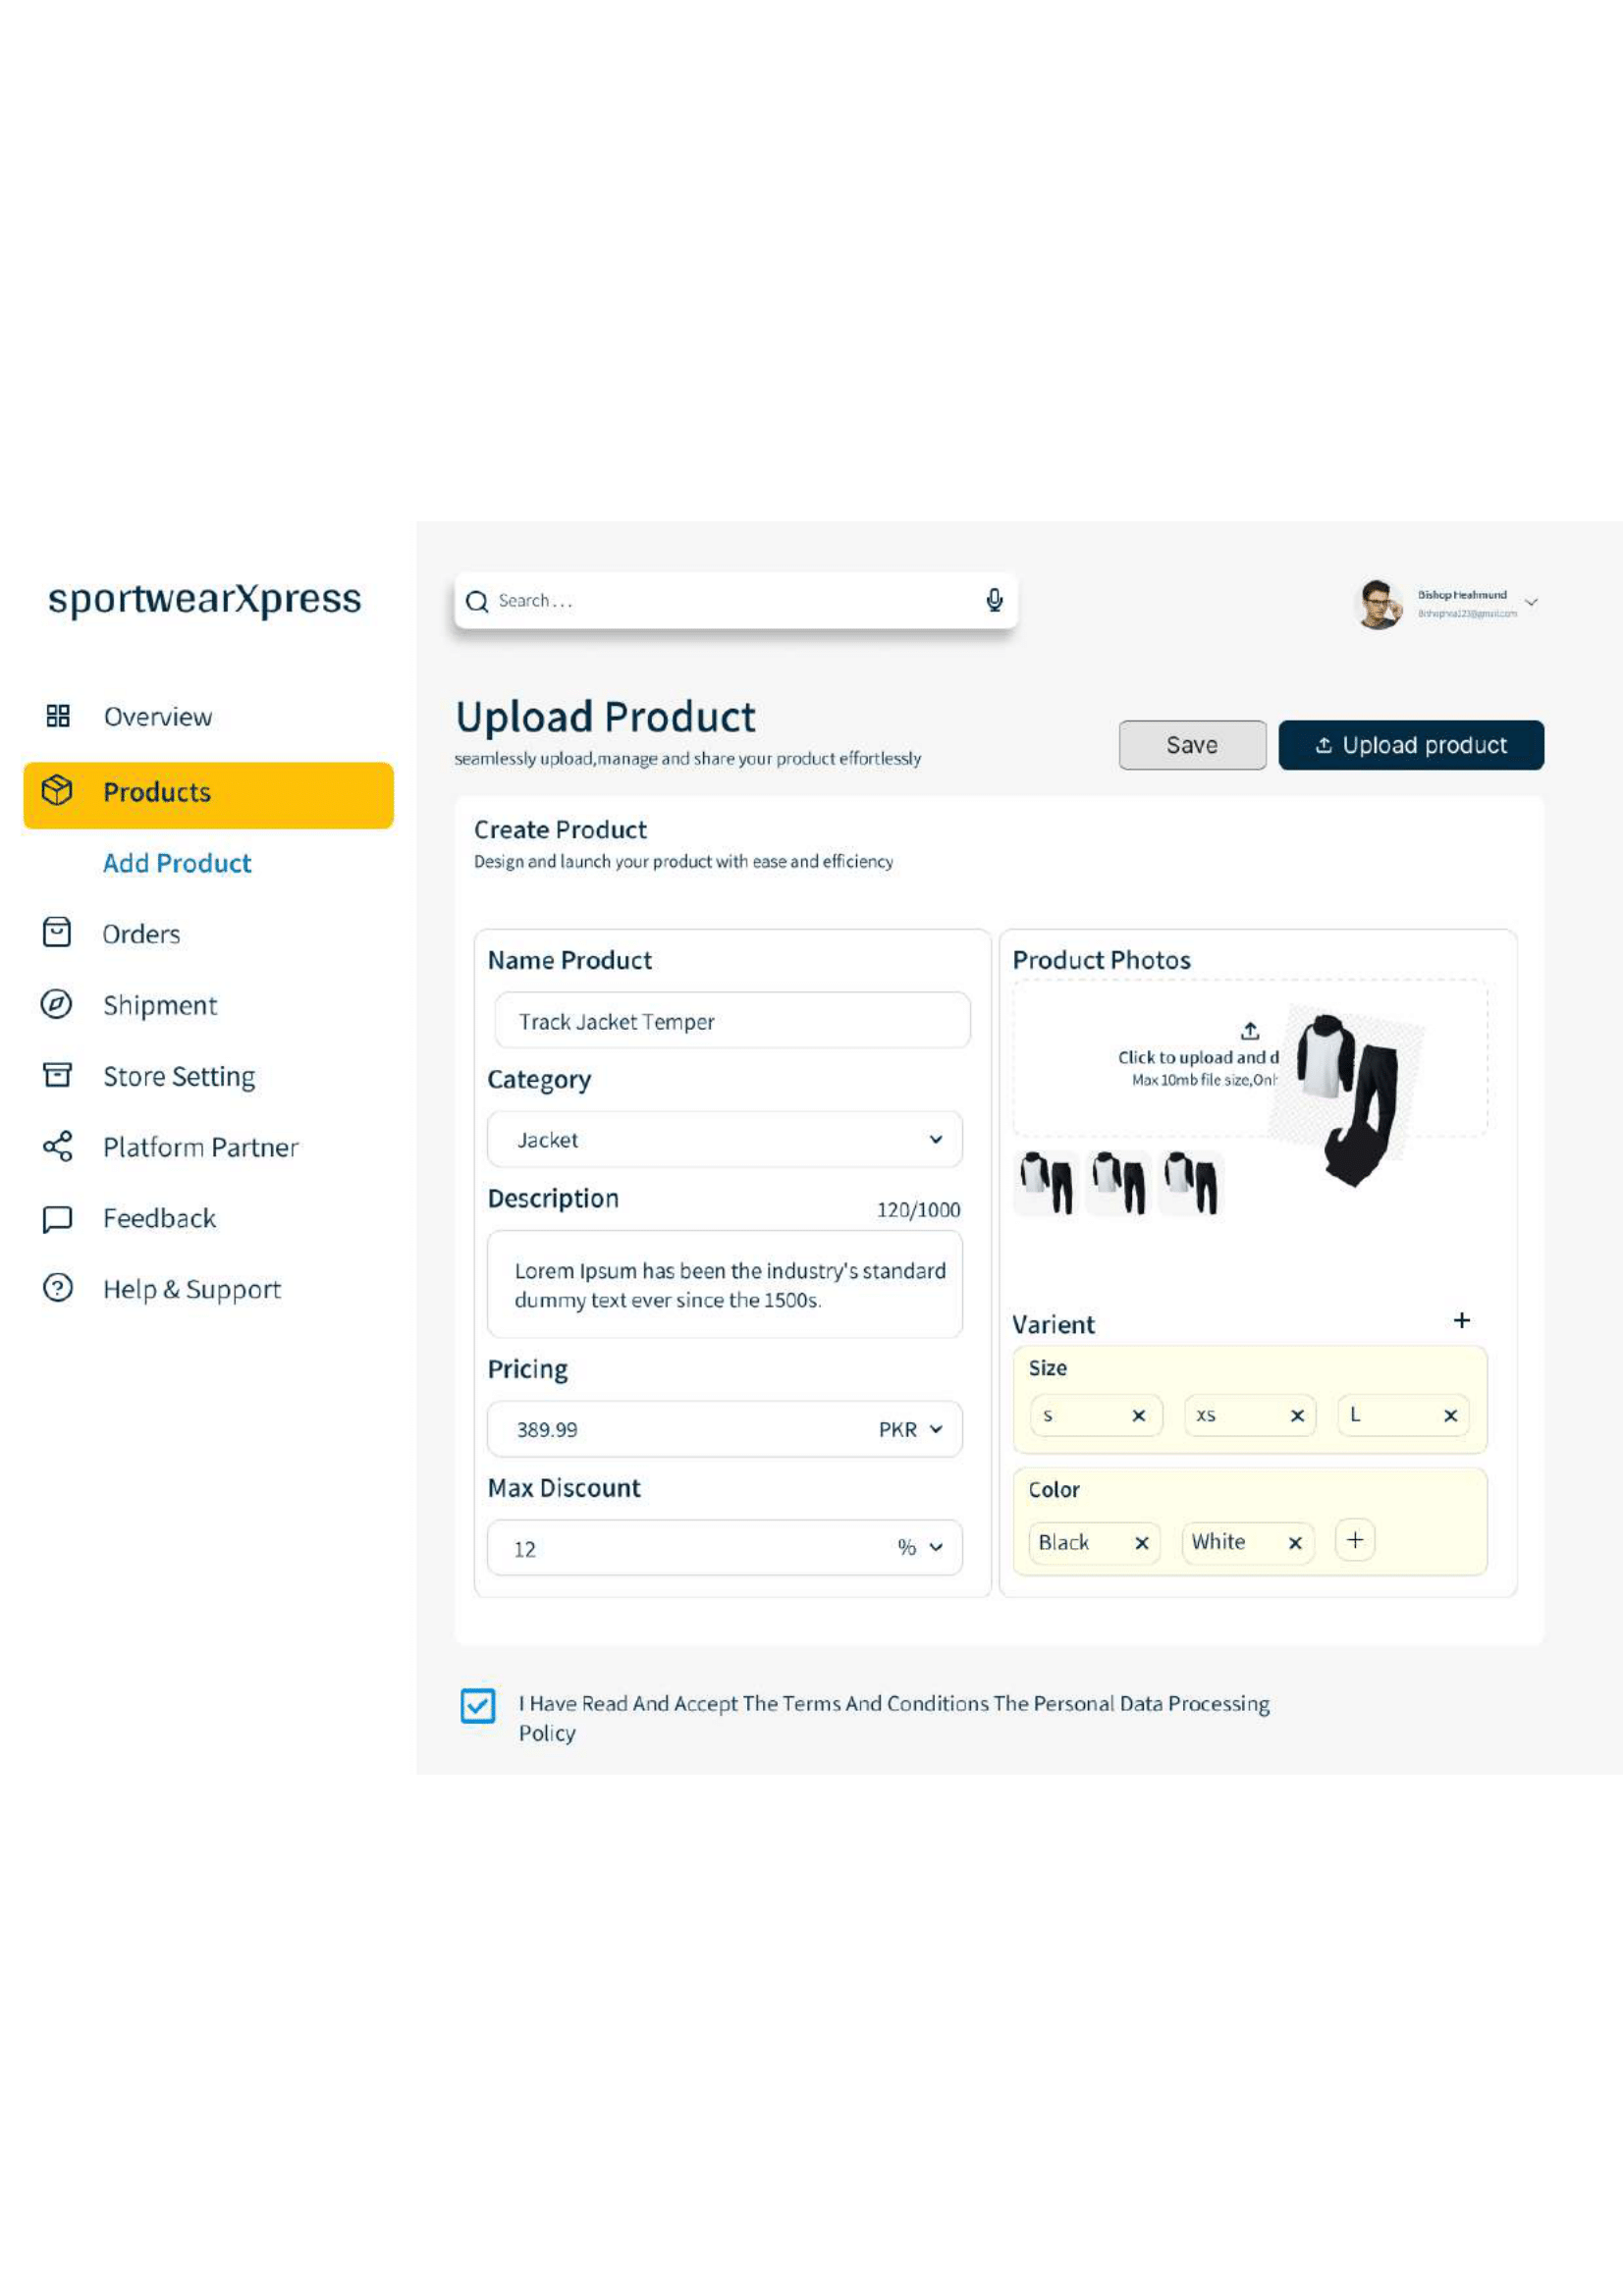 sportwearXpress
Search...
Bishop Heahmund
Overview
Products
Add Product
Orders
Shipment
Store Setting
Platform Partner
Feedback
Help & Support
Upload Product
seamlessly upload,manage and share your product effortlessly
Save
Upload product
Create Product
Design and launch your product with ease and efficiency
Name Product
Track Jacket Temper
Category
Jacket
Description
120/1000
Lorem Ipsum has been the industry's standard
dummy text ever since the 1500s.
Pricing
389.99 PKR
Max Discount
12 %
Product Photos
Click to upload and d
Max 10mb file size,Onl
Varient +
Size
s × xs × L ×
Color
Black × White × +
I Have Read And Accept The Terms And Conditions The Personal Data Processing
Policy